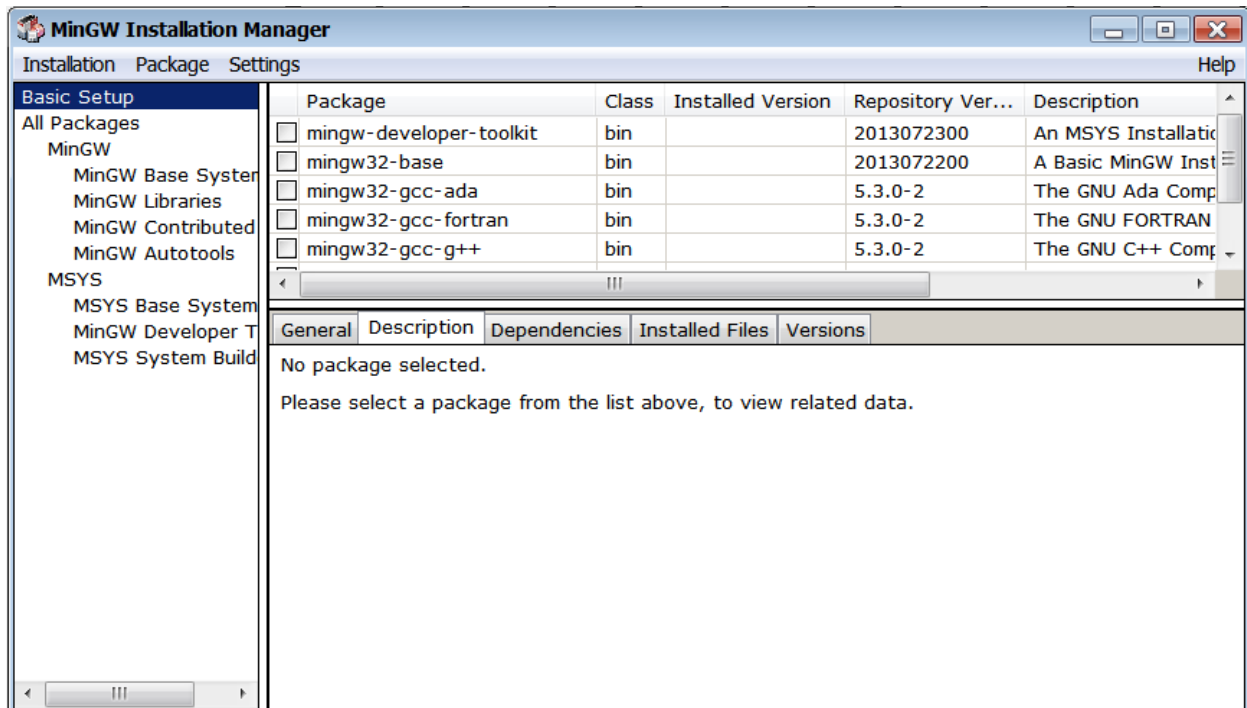 MinGW Installation Manager
Installation Package Settings Help
Basic Setup
All Packages
MinGW
MinGW Base System
MinGW Libraries
MinGW Contributed
MinGW Autotools
MSYS
MSYS Base System
MinGW Developer T
MSYS System Build
Package Class Installed Version Repository Ver... Description
mingw-developer-toolkit bin 2013072300 An MSYS Installatio
mingw32-base bin 2013072200 A Basic MinGW Inst
mingw32-gcc-ada bin 5.3.0-2 The GNU Ada Comp
mingw32-gcc-fortran bin 5.3.0-2 The GNU FORTRAN
mingw32-gcc-g++ bin 5.3.0-2 The GNU C++ Comp
General Description Dependencies Installed Files Versions
No package selected.
Please select a package from the list above, to view related data.